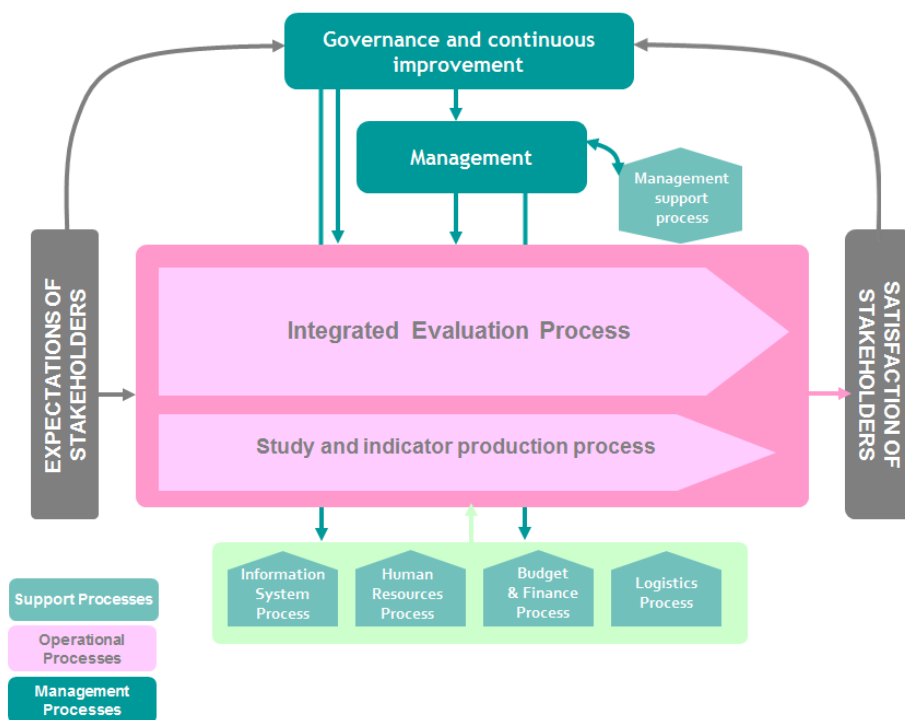 Governance and continuous
improvement
Management
Management
support
process
EXPECTATIONS OF
STAKEHOLDERS
Integrated Evaluation Process
Study and indicator production process
SATISFACTION OF
STAKEHOLDERS
Information
System
Process
Human
Resources
Process
Budget
& Finance
Process
Logistics
Process
Support Processes
Operational
Processes
Management
Processes